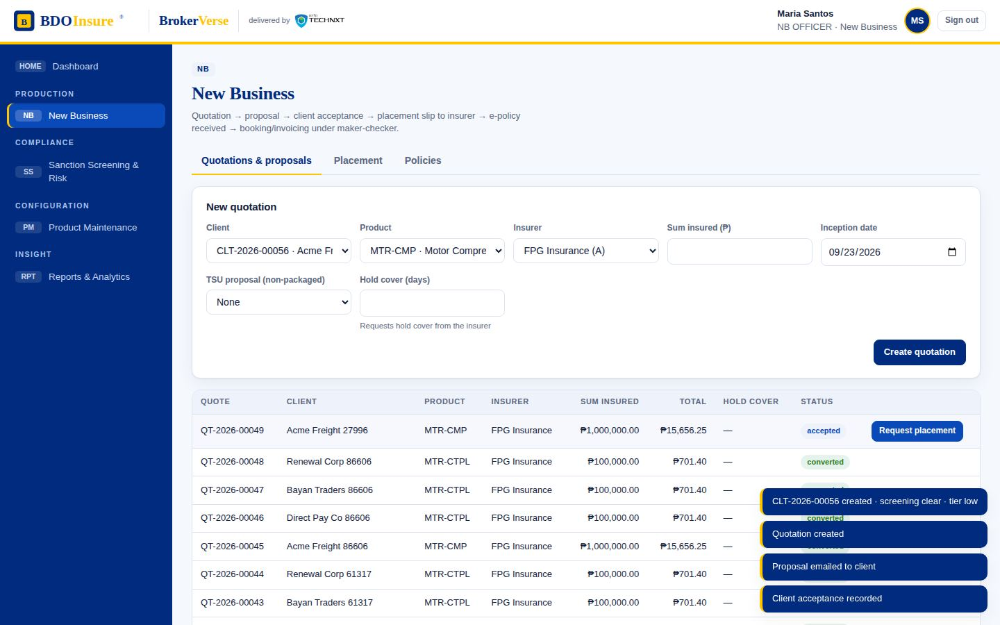 B BDOInsure ® BrokerVerse delivered by TECHNXT
Maria Santos
NB OFFICER · New Business
MS
Sign out
HOME Dashboard
PRODUCTION
NB New Business
COMPLIANCE
SS Sanction Screening &
Risk
CONFIGURATION
PM Product Maintenance
INSIGHT
RPT Reports & Analytics
NB
New Business
Quotation → proposal → client acceptance → placement slip to insurer → e-policy
received → booking/invoicing under maker-checker.
Quotations & proposals Placement Policies
New quotation
Client Product Insurer Sum insured (₱) Inception date
CLT-2026-00056 · Acme Fr MTR-CMP · Motor Compre FPG Insurance (A) 09/23/2026
TSU proposal (non-packaged) Hold cover (days)
None
Requests hold cover from the insurer
Create quotation
QUOTE CLIENT PRODUCT INSURER SUM INSURED TOTAL HOLD COVER STATUS
QT-2026-00049 Acme Freight 27996 MTR-CMP FPG Insurance ₱1,000,000.00 ₱15,656.25 — accepted Request placement
QT-2026-00048 Renewal Corp 86606 MTR-CTPL FPG Insurance ₱100,000.00 ₱701.40 — converted
QT-2026-00047 Bayan Traders 86606 MTR-CTPL FPG Insurance ₱100,000.00 ₱701.40 —
QT-2026-00046 Direct Pay Co 86606 MTR-CTPL FPG Insurance ₱100,000.00 ₱701.40 — converted
QT-2026-00045 Acme Freight 86606 MTR-CMP FPG Insurance ₱1,000,000.00 ₱15,656.25 —
QT-2026-00044 Renewal Corp 61317 MTR-CTPL FPG Insurance ₱100,000.00 ₱701.40 —
QT-2026-00043 Bayan Traders 61317 MTR-CTPL FPG Insurance ₱100,000.00 ₱701.40 —
CLT-2026-00056 created · screening clear · tier low
Quotation created
Proposal emailed to client
Client acceptance recorded